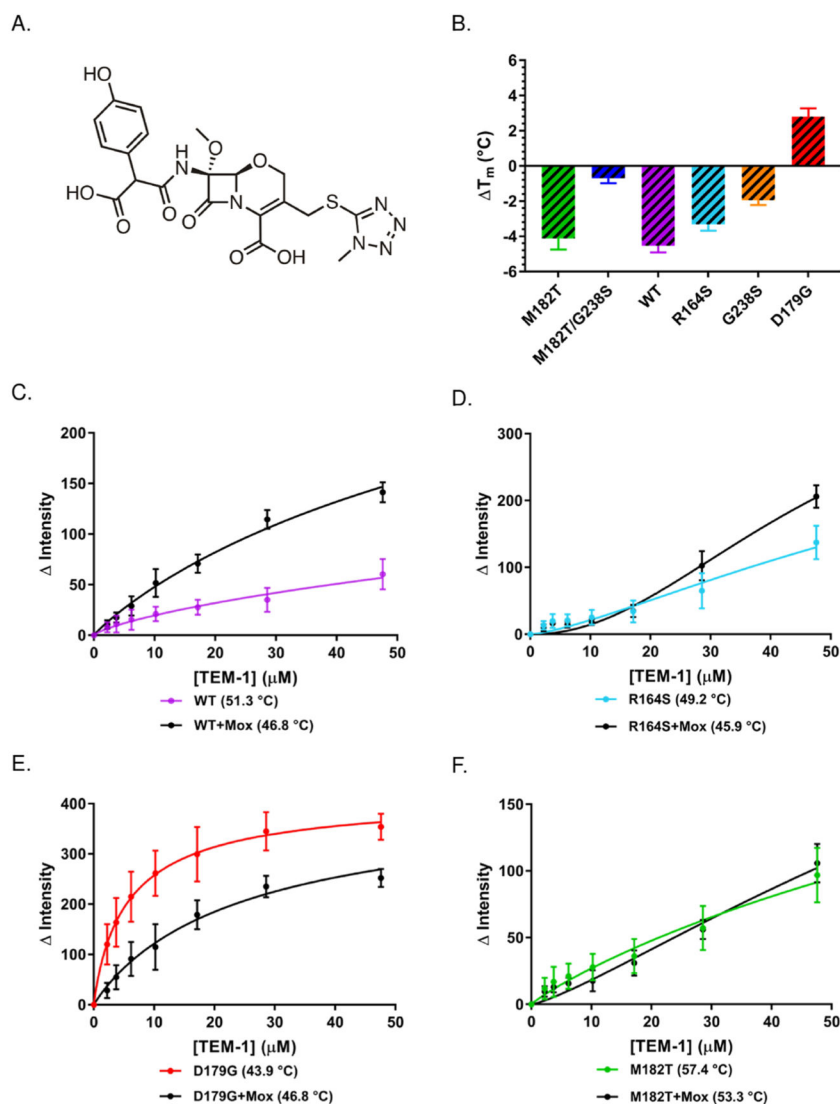 A.
HO
HO
O
O
H
N
O
O
N
O
O
OH
S
N
N
N
N
B.
ΔTm (°C)
6
4
2
0
-2
-4
-6
M182T
M182T/G238S
WT
R164S
G238S
D179G
C.
Δ Intensity
200
150
100
50
0
0 10 20 30 40 50
[TEM-1] (μM)
WT (51.3 °C)
WT+Mox (46.8 °C)
D.
Δ Intensity
300
200
100
0
0 10 20 30 40 50
[TEM-1] (μM)
R164S (49.2 °C)
R164S+Mox (45.9 °C)
E.
Δ Intensity
400
300
200
100
0
0 10 20 30 40 50
[TEM-1] (μM)
D179G (43.9 °C)
D179G+Mox (46.8 °C)
F.
Δ Intensity
150
100
50
0
0 10 20 30 40 50
[TEM-1] (μM)
M182T (57.4 °C)
M182T+Mox (53.3 °C)